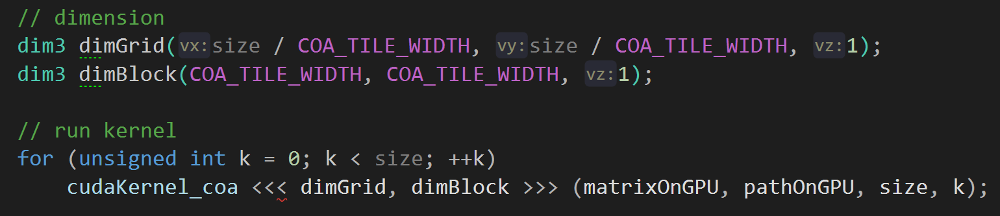 // dimension
dim3 dimGrid(vx:size / COA_TILE_WIDTH, vy:size / COA_TILE_WIDTH, vz:1);
dim3 dimBlock(COA_TILE_WIDTH, COA_TILE_WIDTH, vz:1);
// run kernel
for (unsigned int k = 0; k < size; ++k)
    cudaKernel_coa <<< dimGrid, dimBlock >>> (matrixOnGPU, pathOnGPU, size, k);